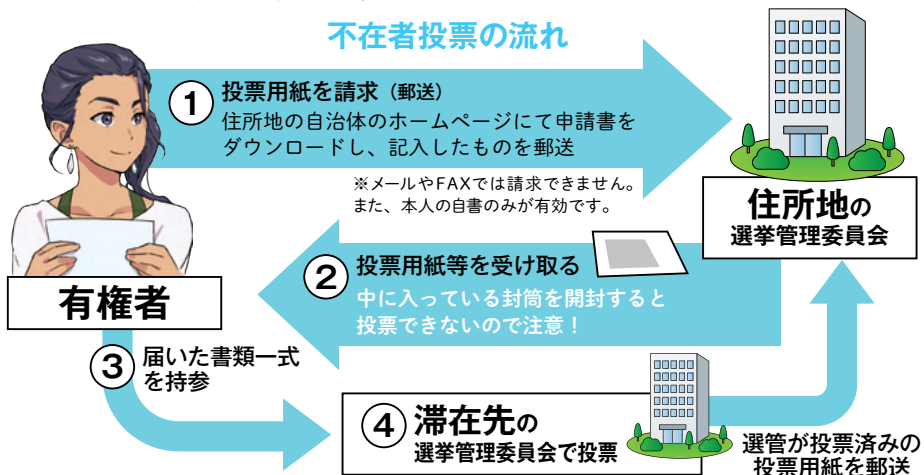 不在者投票の流れ
① 投票用紙を請求（郵送）
住所地の自治体のホームページにて申請書を
ダウンロードし、記入したものを郵送
※メールやFAXでは請求できません。
また、本人の自書のみが有効です。
住所地の
選挙管理委員会
② 投票用紙等を受け取る
中に入っている封筒を開封すると
投票できないので注意！
有権者
③ 届いた書類一式
を持参
④ 滞在先の
選挙管理委員会で投票
選管が投票済みの
投票用紙を郵送